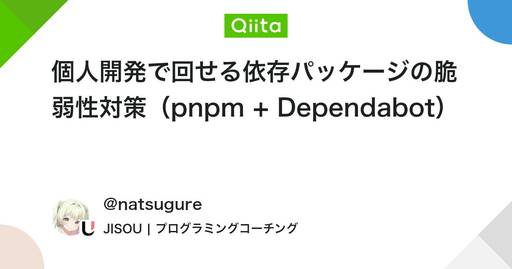 Qiita
個人開発で回せる依存パッケージの脆
弱性対策（pnpm + Dependabot）
@natsugure
JISOU | プログラミングコーチング